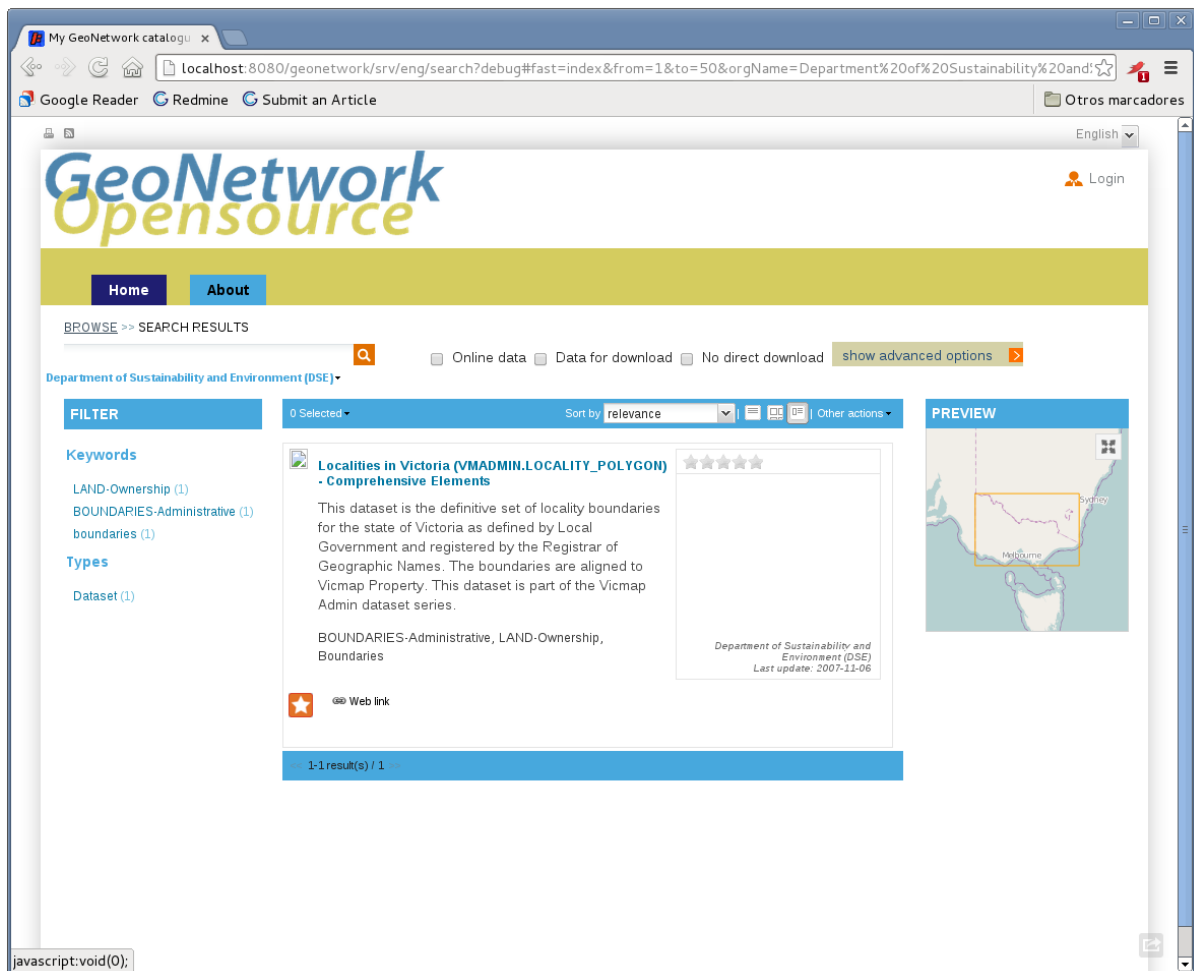 My GeoNetwork catalogu
localhost:8080/geonetwork/srv/eng/search?debug#fast=index&from=1&to=50&orgName=Department%20of%20Sustainability%20and%
1
Google Reader
Redmine
Submit an Article
Otros marcadores
English
GeoNetwork
Opensource
Login
Home
About
BROWSE >> SEARCH RESULTS
Online data
Data for download
No direct download
show advanced options
Department of Sustainability and Environment (DSE)
FILTER
Keywords
LAND-Ownership (1)
BOUNDARIES-Administrative (1)
boundaries (1)
Types
Dataset (1)
0 Selected
Sort by relevance
| Other actions
Localities in Victoria (VMADMIN.LOCALITY_POLYGON)
- Comprehensive Elements
This dataset is the definitive set of locality boundaries
for the state of Victoria as defined by Local
Government and registered by the Registrar of
Geographic Names. The boundaries are aligned to
Vicmap Property. This dataset is part of the Vicmap
Admin dataset series.
BOUNDARIES-Administrative, LAND-Ownership,
Boundaries
Department of Sustainability and
Environment (DSE)
Last update: 2007-11-06
Web link
<< 1-1 result(s) / 1 >>
PREVIEW
Sydney
Melbourne
javascript:void(0);